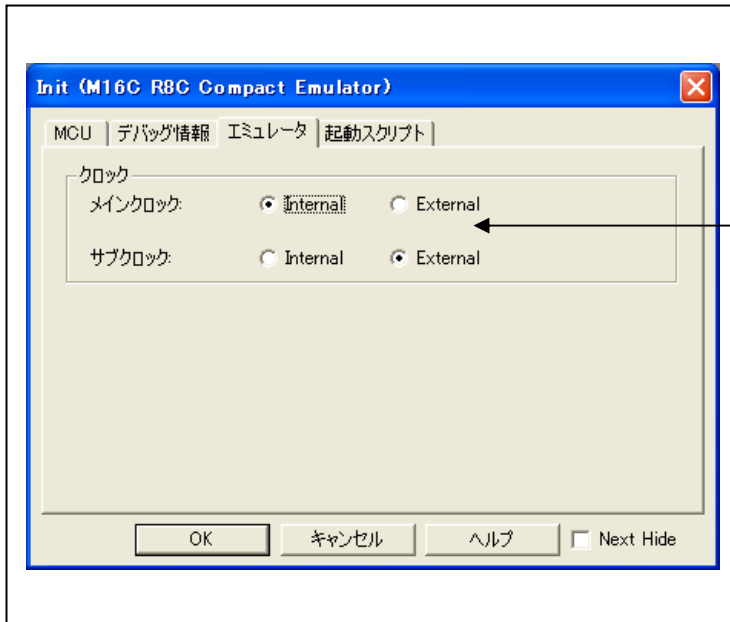 Init (M16C R8C Compact Emulator)
MCU デバッグ情報 エミュレータ 起動スクリプト
クロック
メインクロック: Internal External
サブクロック: Internal External
OK キャンセル ヘルプ Next Hide